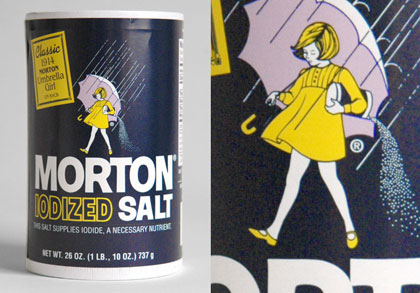 Classic
1914
MORTON
Umbrella
Girl
MORTON®
IODIZED SALT
THIS SALT SUPPLIES IODIDE, A NECESSARY NUTRIENT.
NET WT. 26 OZ. (1 LB., 10 OZ.) 737 g
®